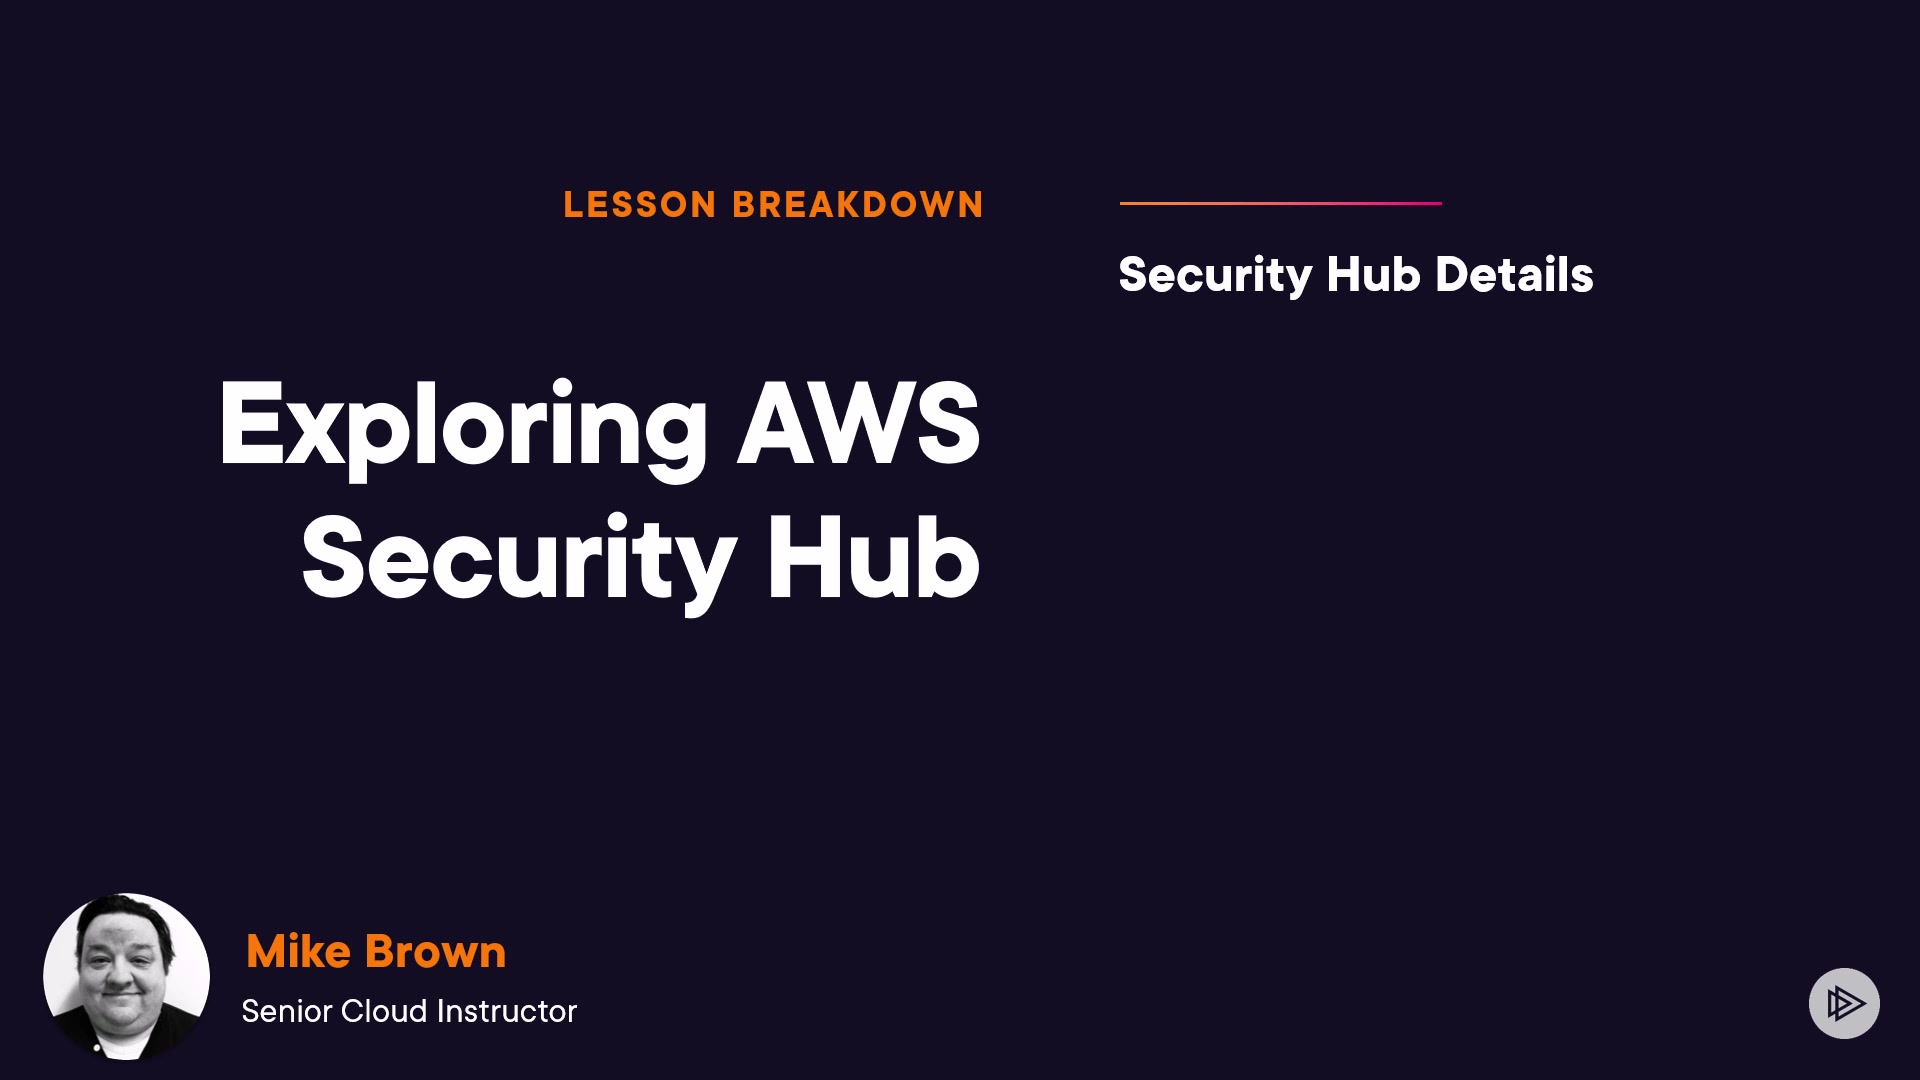 LESSON BREAKDOWN
Exploring AWS
Security Hub
Security Hub Details
Mike Brown
Senior Cloud Instructor